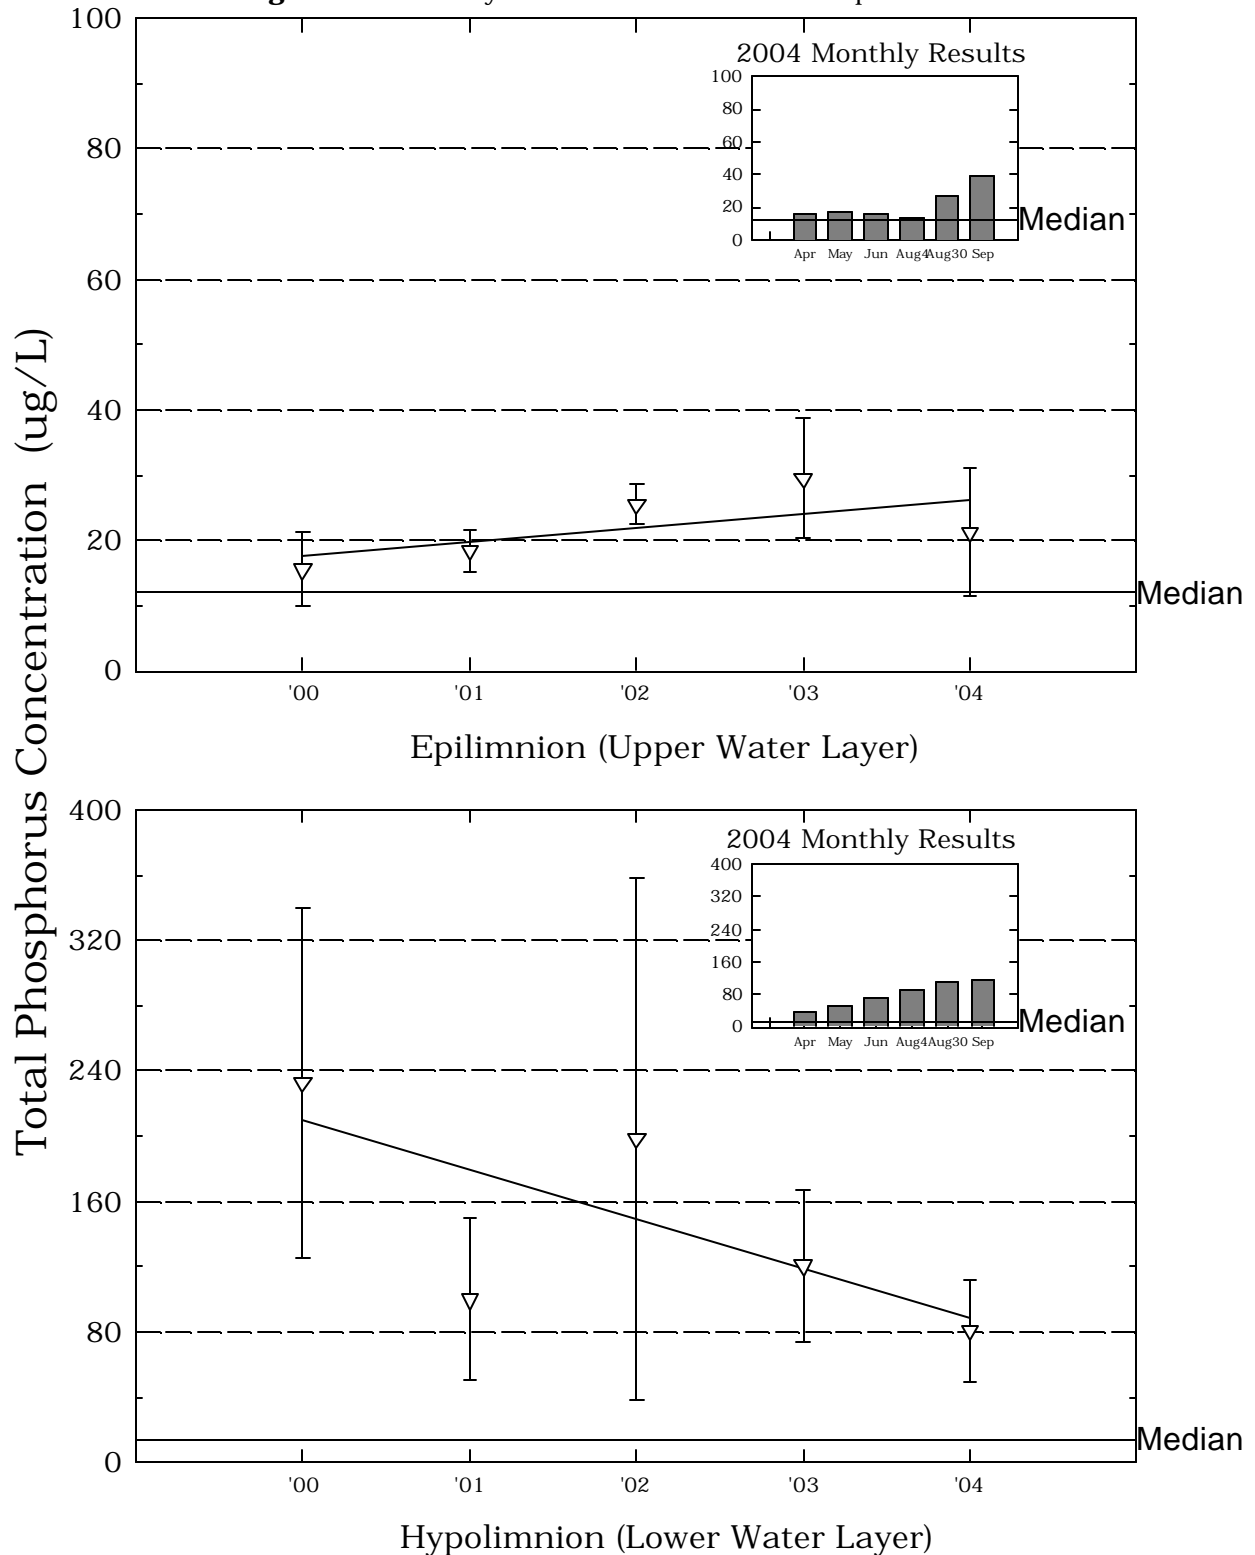 100
80
60
40
20
0
'00 '01 '02 '03 '04
Epilimnion (Upper Water Layer)
2004 Monthly Results
100
80
60
40
20
0
Apr May Jun Aug4 Aug30 Sep
Median
Median
Total Phosphorus Concentration (ug/L)
400
320
240
160
80
0
'00 '01 '02 '03 '04
Hypolimnion (Lower Water Layer)
2004 Monthly Results
400
320
240
160
80
0
Apr May Jun Aug4 Aug30 Sep
Median
Median